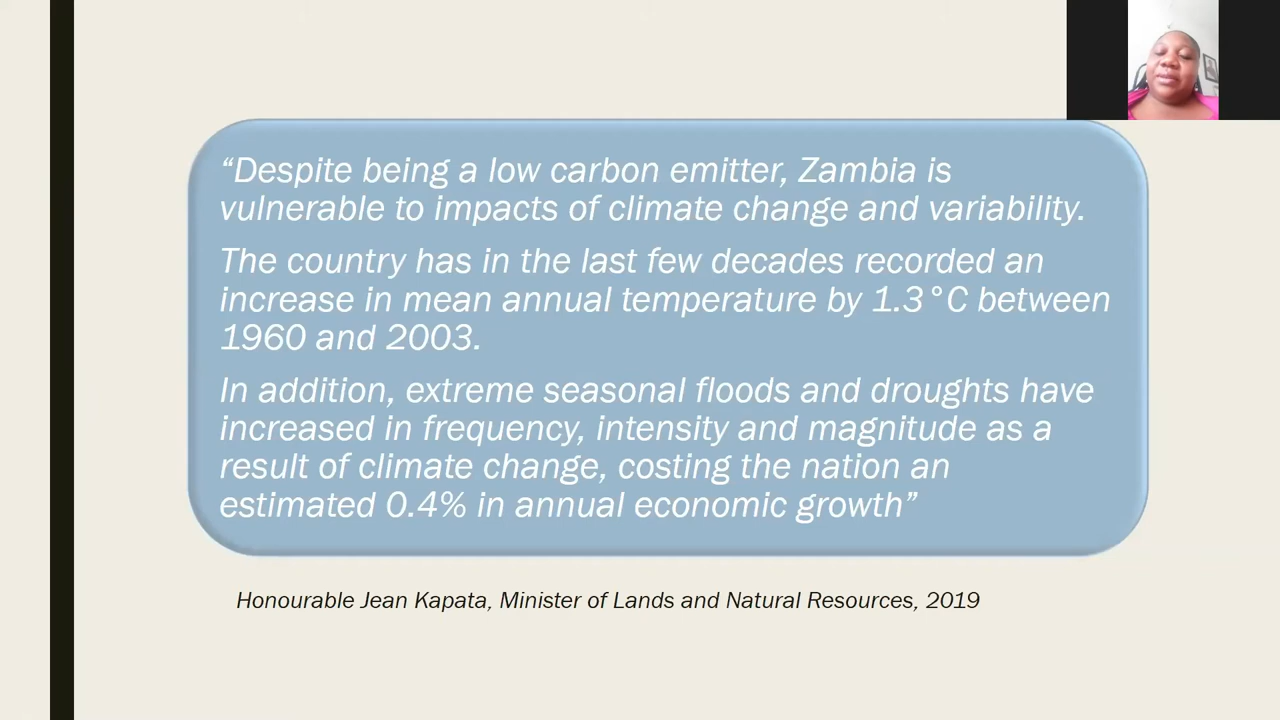 “Despite being a low carbon emitter, Zambia is
vulnerable to impacts of climate change and variability.
The country has in the last few decades recorded an
increase in mean annual temperature by 1.3°C between
1960 and 2003.
In addition, extreme seasonal floods and droughts have
increased in frequency, intensity and magnitude as a
result of climate change, costing the nation an
estimated 0.4% in annual economic growth”
Honourable Jean Kapata, Minister of Lands and Natural Resources, 2019